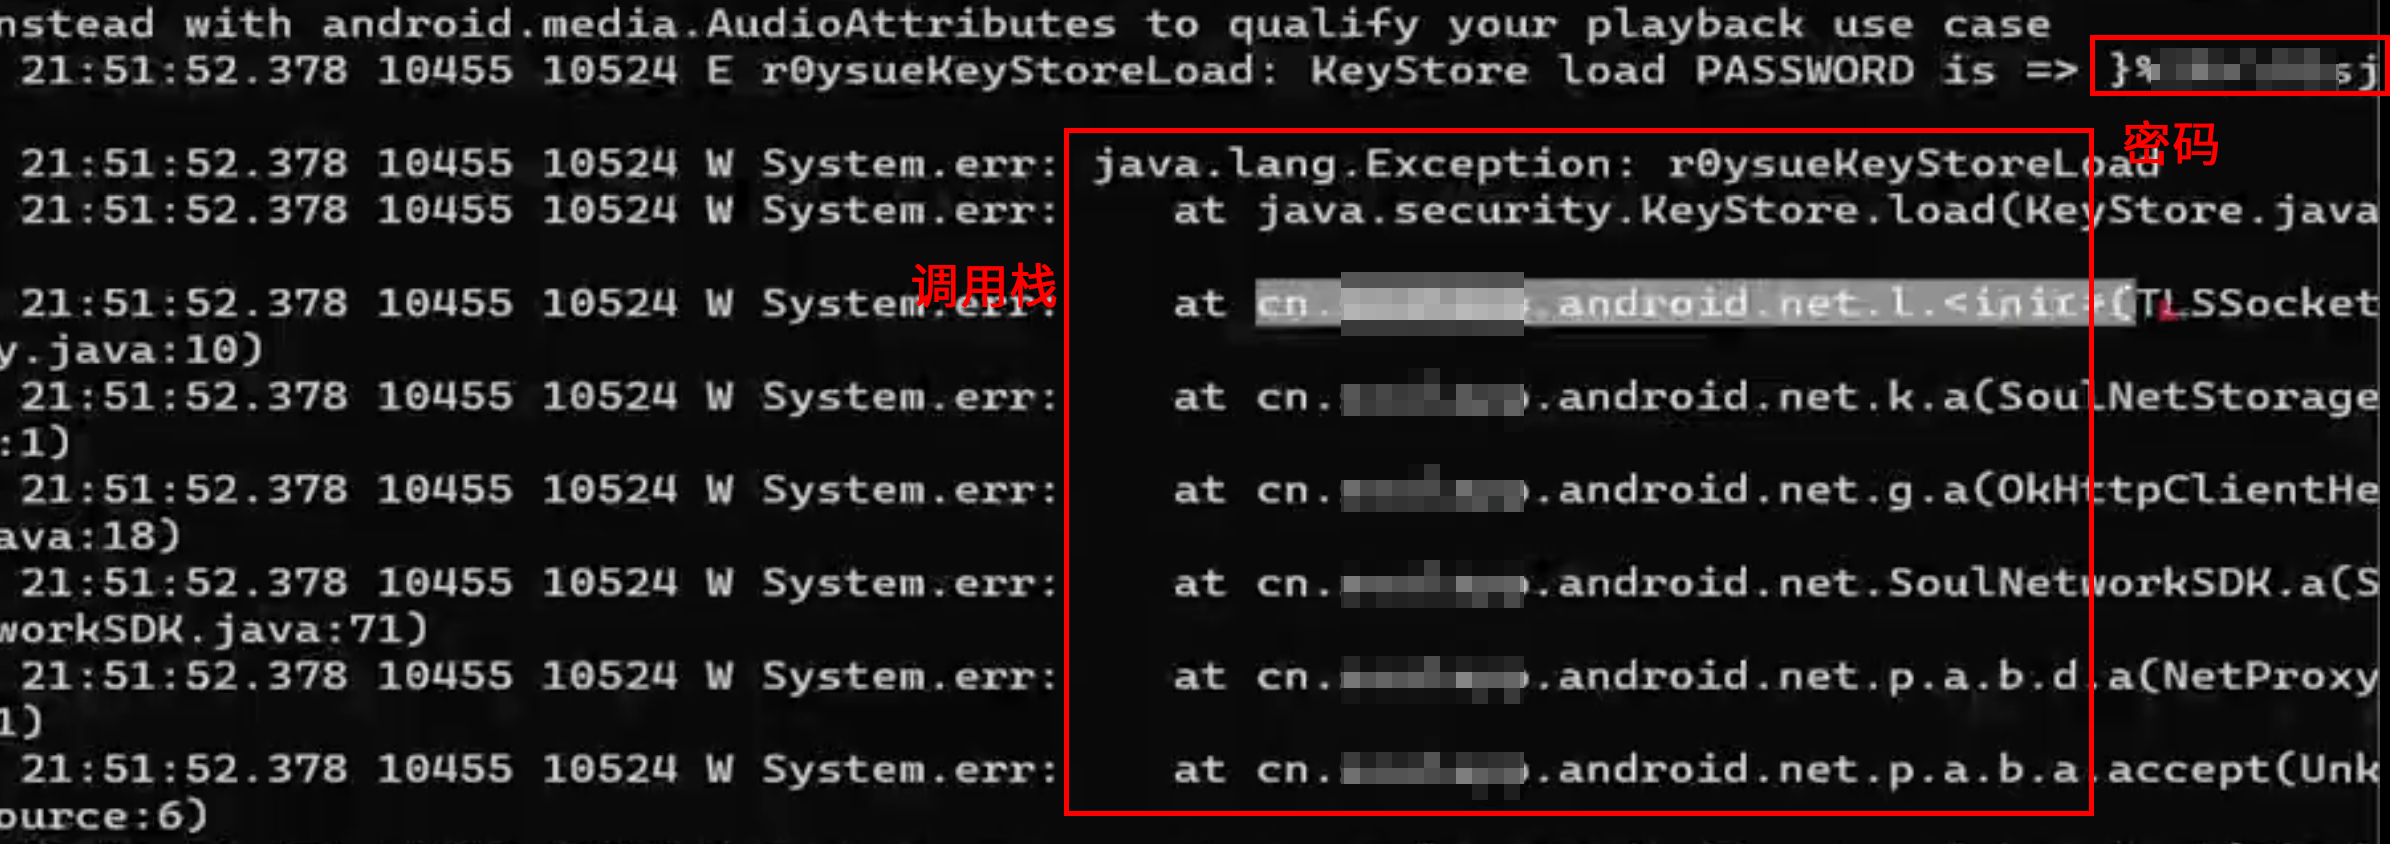 nstead with android.media.AudioAttributes to qualify your playback use case
21:51:52.378 10455 10524 E r0ysueKeyStoreLoad: KeyStore load PASSWORD is => }% sj
密码
21:51:52.378 10455 10524 W System.err: java.lang.Exception: r0ysueKeyStoreLoad
21:51:52.378 10455 10524 W System.err: at java.security.KeyStore.load(KeyStore.java
调用栈
21:51:52.378 10455 10524 W System.err: at cn. .android.net.l.<init>(TLSSocket
y.java:10)
21:51:52.378 10455 10524 W System.err: at cn. .android.net.k.a(SoulNetStorage
:1)
21:51:52.378 10455 10524 W System.err: at cn. .android.net.g.a(OkHttpClientHe
ava:18)
21:51:52.378 10455 10524 W System.err: at cn. .android.net.SoulNetworkSDK.a(S
workSDK.java:71)
21:51:52.378 10455 10524 W System.err: at cn. .android.net.p.a.b.d.a(NetProxy
1)
21:51:52.378 10455 10524 W System.err: at cn. .android.net.p.a.b.a.accept(Unk
ource:6)